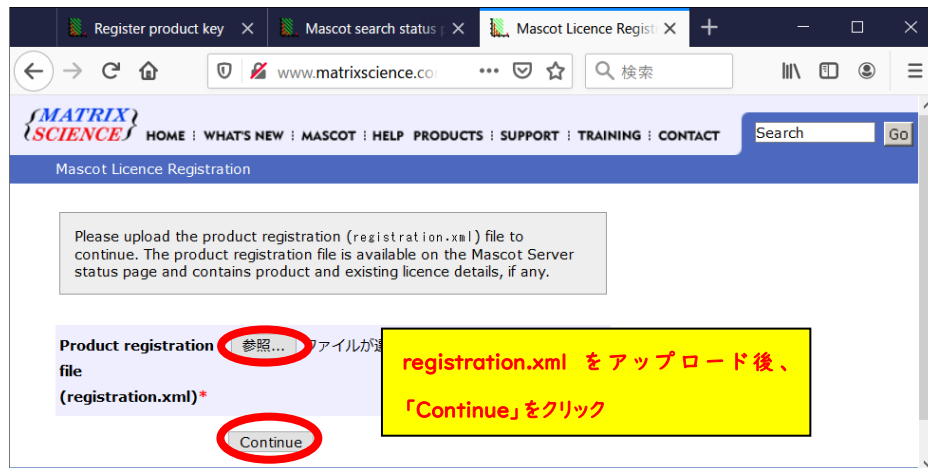 Register product key
Mascot search status p
Mascot Licence Regist
www.matrixscience.co
検索
MATRIX
SCIENCE
HOME : WHAT'S NEW : MASCOT : HELP PRODUCTS : SUPPORT : TRAINING : CONTACT
Search
Go
Mascot Licence Registration
Please upload the product registration (registration.xml) file to
continue. The product registration file is available on the Mascot Server
status page and contains product and existing licence details, if any.
Product registration
file
(registration.xml)*
参照...
ファイルが選
registration.xml をアップロード後、
「Continue」をクリック
Continue